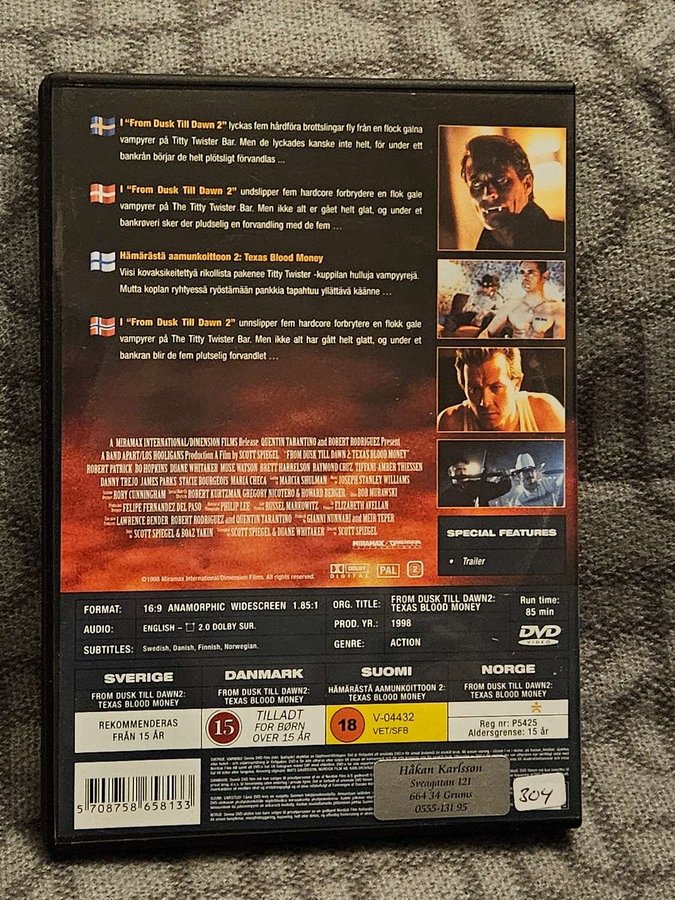 I "From Dusk Till Dawn 2" lyckas fem hårdföra brottslingar fly från en flock galna
vampyrer på Titty Twister Bar. Men de lyckades kanske inte helt, för under ett
bankrån börjar de helt plötsligt förvandlas ...
I "From Dusk Till Dawn 2" undslipper fem hardcore forbrydere en flok gale
vampyrer på The Titty Twister Bar. Men ikke alt er gået helt glat, og under et
bankrøveri sker der pludselig en forvandling med de fem ...
Hämärästä aamunkoittoon 2: Texas Blood Money
Viisi kovaksikeitettyä rikollista pakenee Titty Twister -kuppilan hulluja vampyyrejä.
Mutta koplan ryhtyessä ryöstämään pankkia tapahtuu yllättävä käänne ...
I "From Dusk Till Dawn 2" unnslipper fem hardcore forbrytere en flokk gale
vampyrer på The Titty Twister Bar. Men ikke alt har gått helt glatt, og under et
bankran blir de fem plutselig forvandlet ...
A MIRAMAX INTERNATIONAL/DIMENSION FILMS Release. QUENTIN TARANTINO and ROBERT RODRIGUEZ Present
A BAND APART/LOS HOOLIGANS Production A Film by SCOTT SPIEGEL "FROM DUSK TILL DAWN 2: TEXAS BLOOD MONEY"
ROBERT PATRICK BO HOPKINS DUANE WHITAKER MUSE WATSON BRETT HARRELSON RAYMOND CRUZ TIFFANI-AMBER THIESSEN
DANNY TREJO JAMES PARKS STACIE BOURGEOIS MARIA CHECA MARCIA SHULMAN JOSEPH STANLEY WILLIAMS
RORY CUNNINGHAM ROBERT KURTZMAN, GREGORY NICOTERO & HOWARD BERGER BOB MURAWSKI
FELIPE FERNANDEZ DEL PASO PHILIP LEE RUSSEL MARKOWITZ ELIZABETH AVELLAN
LAWRENCE BENDER ROBERT RODRIGUEZ and QUENTIN TARANTINO GIANNI NUNNARI and MEIR TEPER
SCOTT SPIEGEL & BOAZ YAKIN SCOTT SPIEGEL & DUANE WHITAKER SCOTT SPIEGEL
MIRAMAX DIMENSION
©1998 Miramax International/Dimension Films. All rights reserved.
DOLBY DIGITAL PAL 2
SPECIAL FEATURES
• Trailer
FORMAT: 16:9 ANAMORPHIC WIDESCREEN 1.85:1
AUDIO: ENGLISH – 2.0 DOLBY SUR.
SUBTITLES: Swedish, Danish, Finnish, Norwegian.
ORG. TITLE: FROM DUSK TILL DAWN2:
TEXAS BLOOD MONEY
PROD. YR.: 1998
GENRE: ACTION
Run time:
85 min
DVD
VIDEO
SVERIGE
FROM DUSK TILL DAWN2:
TEXAS BLOOD MONEY
REKOMMENDERAS
FRÅN 15 ÅR
DANMARK
FROM DUSK TILL DAWN2:
TEXAS BLOOD MONEY
15 TILLADT
FOR BØRN
OVER 15 ÅR
SUOMI
HÄMÄRÄSTÄ AAMUNKOITTOON 2:
TEXAS BLOOD MONEY
18 V-04432
VET/SFB
NORGE
FROM DUSK TILL DAWN2:
TEXAS BLOOD MONEY
Reg nr: P5425
Aldersgrense: 15 år
5 708758 658133
Håkan Karlsson
Sveagatan 121
664 34 Grums
0555-131 95
304